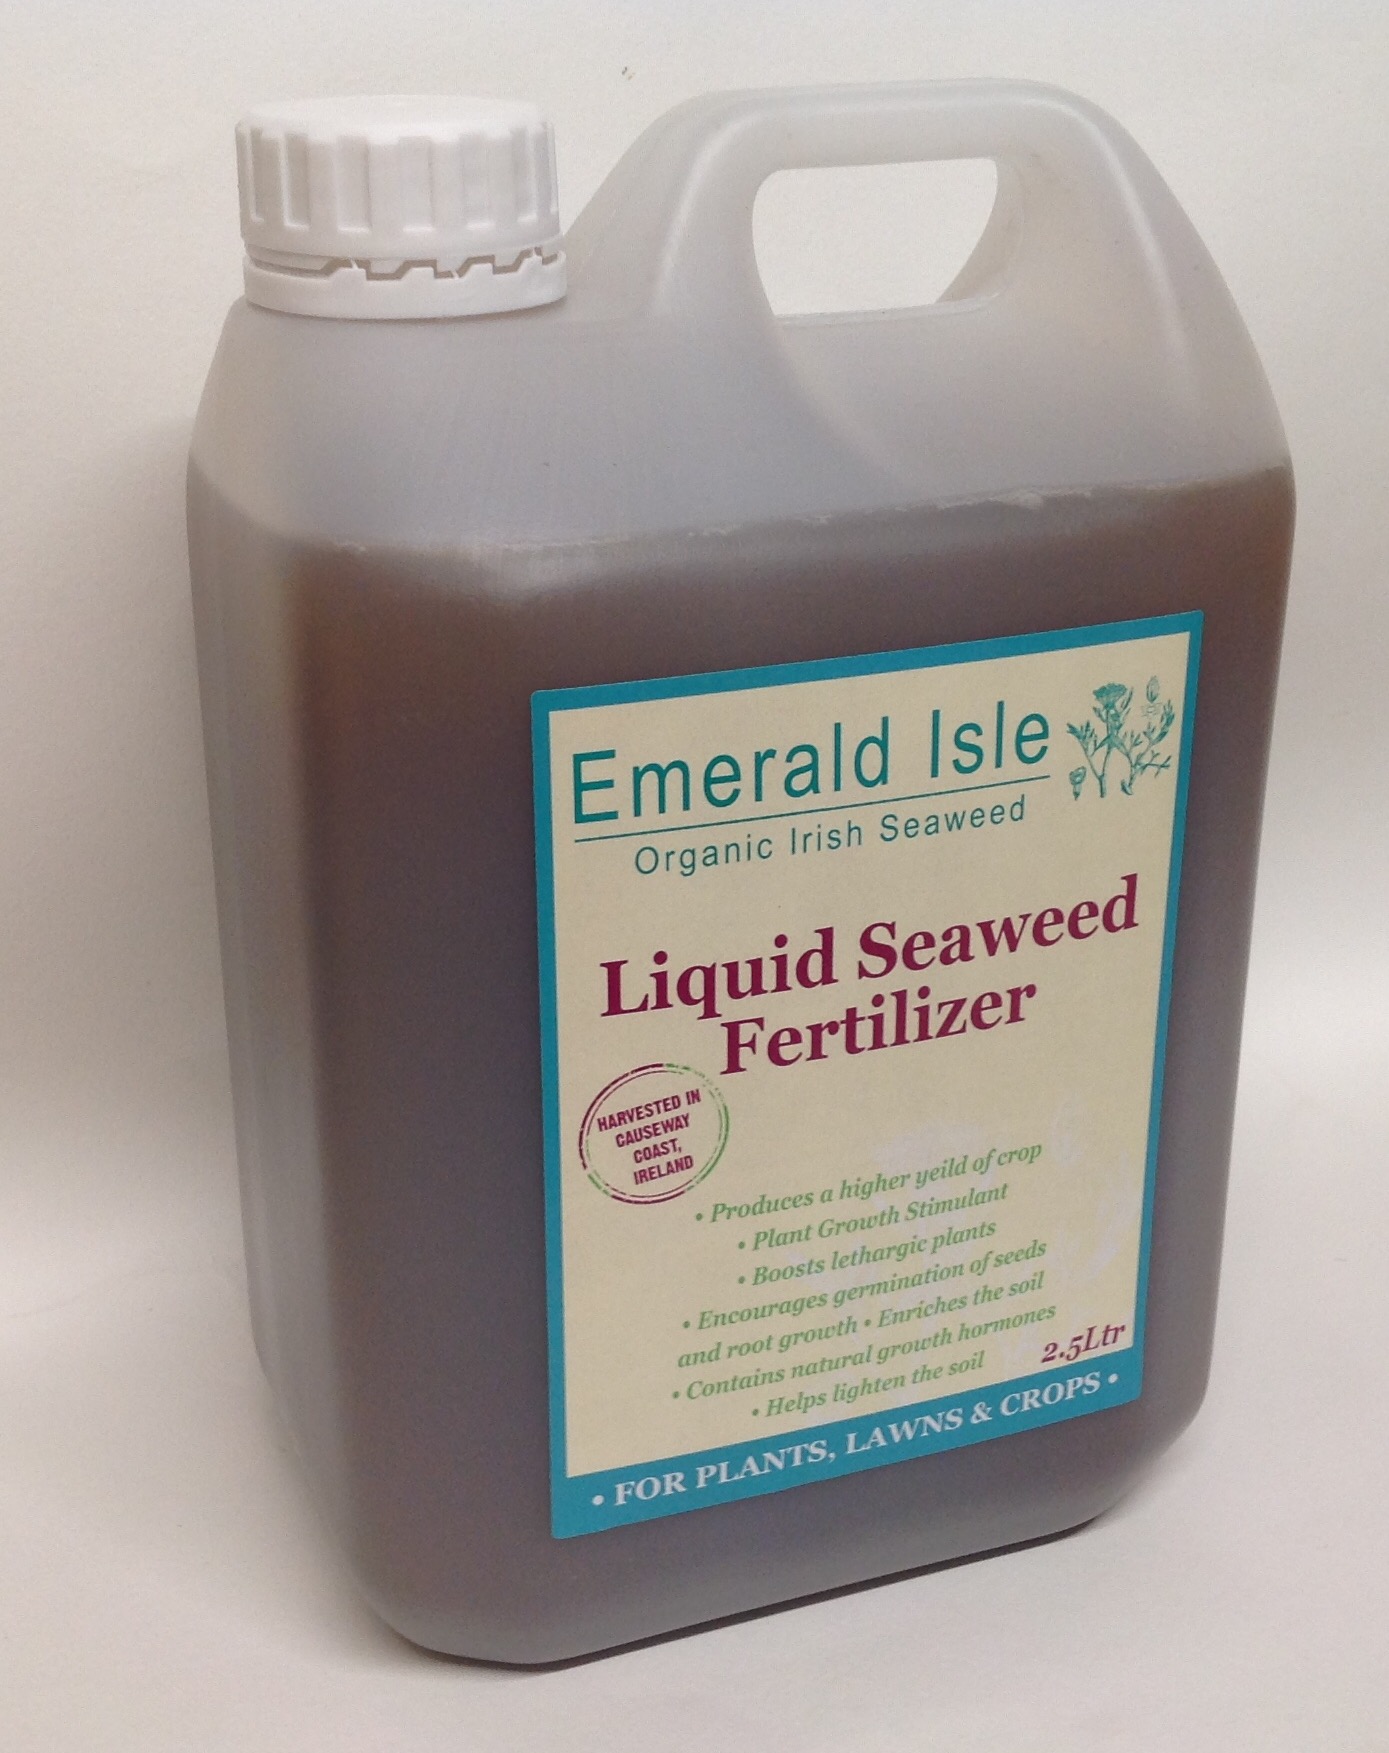 Emerald Isle
Organic Irish Seaweed
Liquid Seaweed
Fertilizer
HARVESTED IN
CAUSEWAY
COAST,
IRELAND
• Produces a higher yeild of crop
• Plant Growth Stimulant
• Boosts lethargic plants
• Encourages germination of seeds
and root growth • Enriches the soil
• Contains natural growth hormones
• Helps lighten the soil
2.5Ltr
• FOR PLANTS, LAWNS & CROPS •